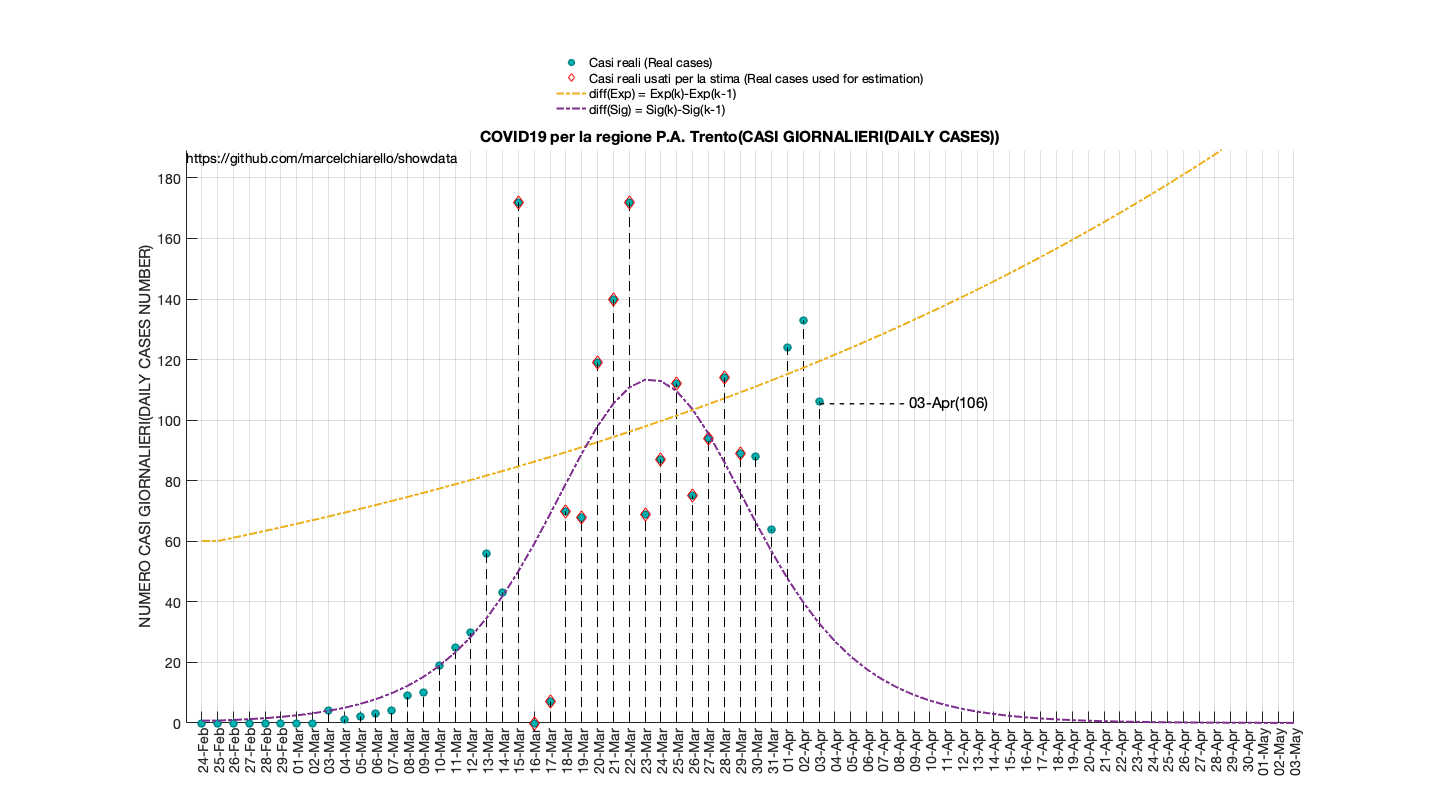 Casi reali (Real cases)
Casi reali usati per la stima (Real cases used for estimation)
diff(Exp) = Exp(k)-Exp(k-1)
diff(Sig) = Sig(k)-Sig(k-1)
COVID19 per la regione P.A. Trento(CASI GIORNALIERI(DAILY CASES))
https://github.com/marcelchiarello/showdata
NUMERO CASI GIORNALIERI(DAILY CASES NUMBER)
180
160
140
120
100
80
60
40
20
0
03-Apr(106)
24-Feb
25-Feb
26-Feb
27-Feb
28-Feb
29-Feb
01-Mar
02-Mar
03-Mar
04-Mar
05-Mar
06-Mar
07-Mar
08-Mar
09-Mar
10-Mar
11-Mar
12-Mar
13-Mar
14-Mar
15-Mar
16-Mar
17-Mar
18-Mar
19-Mar
20-Mar
21-Mar
22-Mar
23-Mar
24-Mar
25-Mar
26-Mar
27-Mar
28-Mar
29-Mar
30-Mar
31-Mar
01-Apr
02-Apr
03-Apr
04-Apr
05-Apr
06-Apr
07-Apr
08-Apr
09-Apr
10-Apr
11-Apr
12-Apr
13-Apr
14-Apr
15-Apr
16-Apr
17-Apr
18-Apr
19-Apr
20-Apr
21-Apr
22-Apr
23-Apr
24-Apr
25-Apr
26-Apr
27-Apr
28-Apr
29-Apr
30-Apr
01-May
02-May
03-May